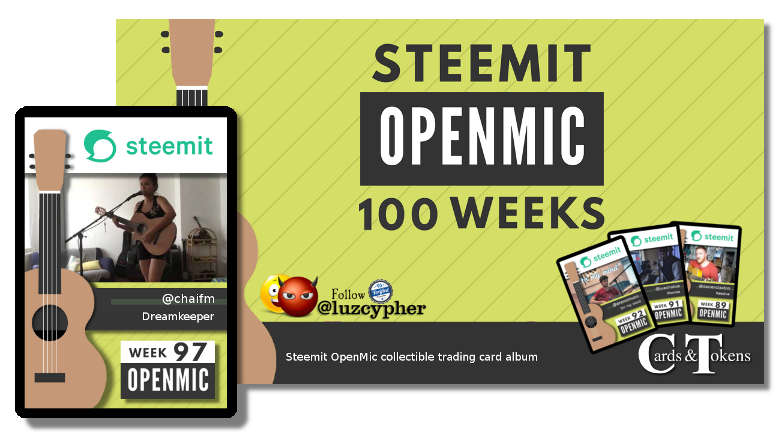 STEEMIT
OPENMIC
100 WEEKS
steemit
@chaifm
Dreamkeeper
WEEK 97
OPENMIC
Follow
@luzcypher
Steemit OpenMic collectible trading card album
steemit
WEEK 92
OPENMIC
steemit
WEEK 91
OPENMIC
steemit
WEEK 89
OPENMIC
Cards & Tokens